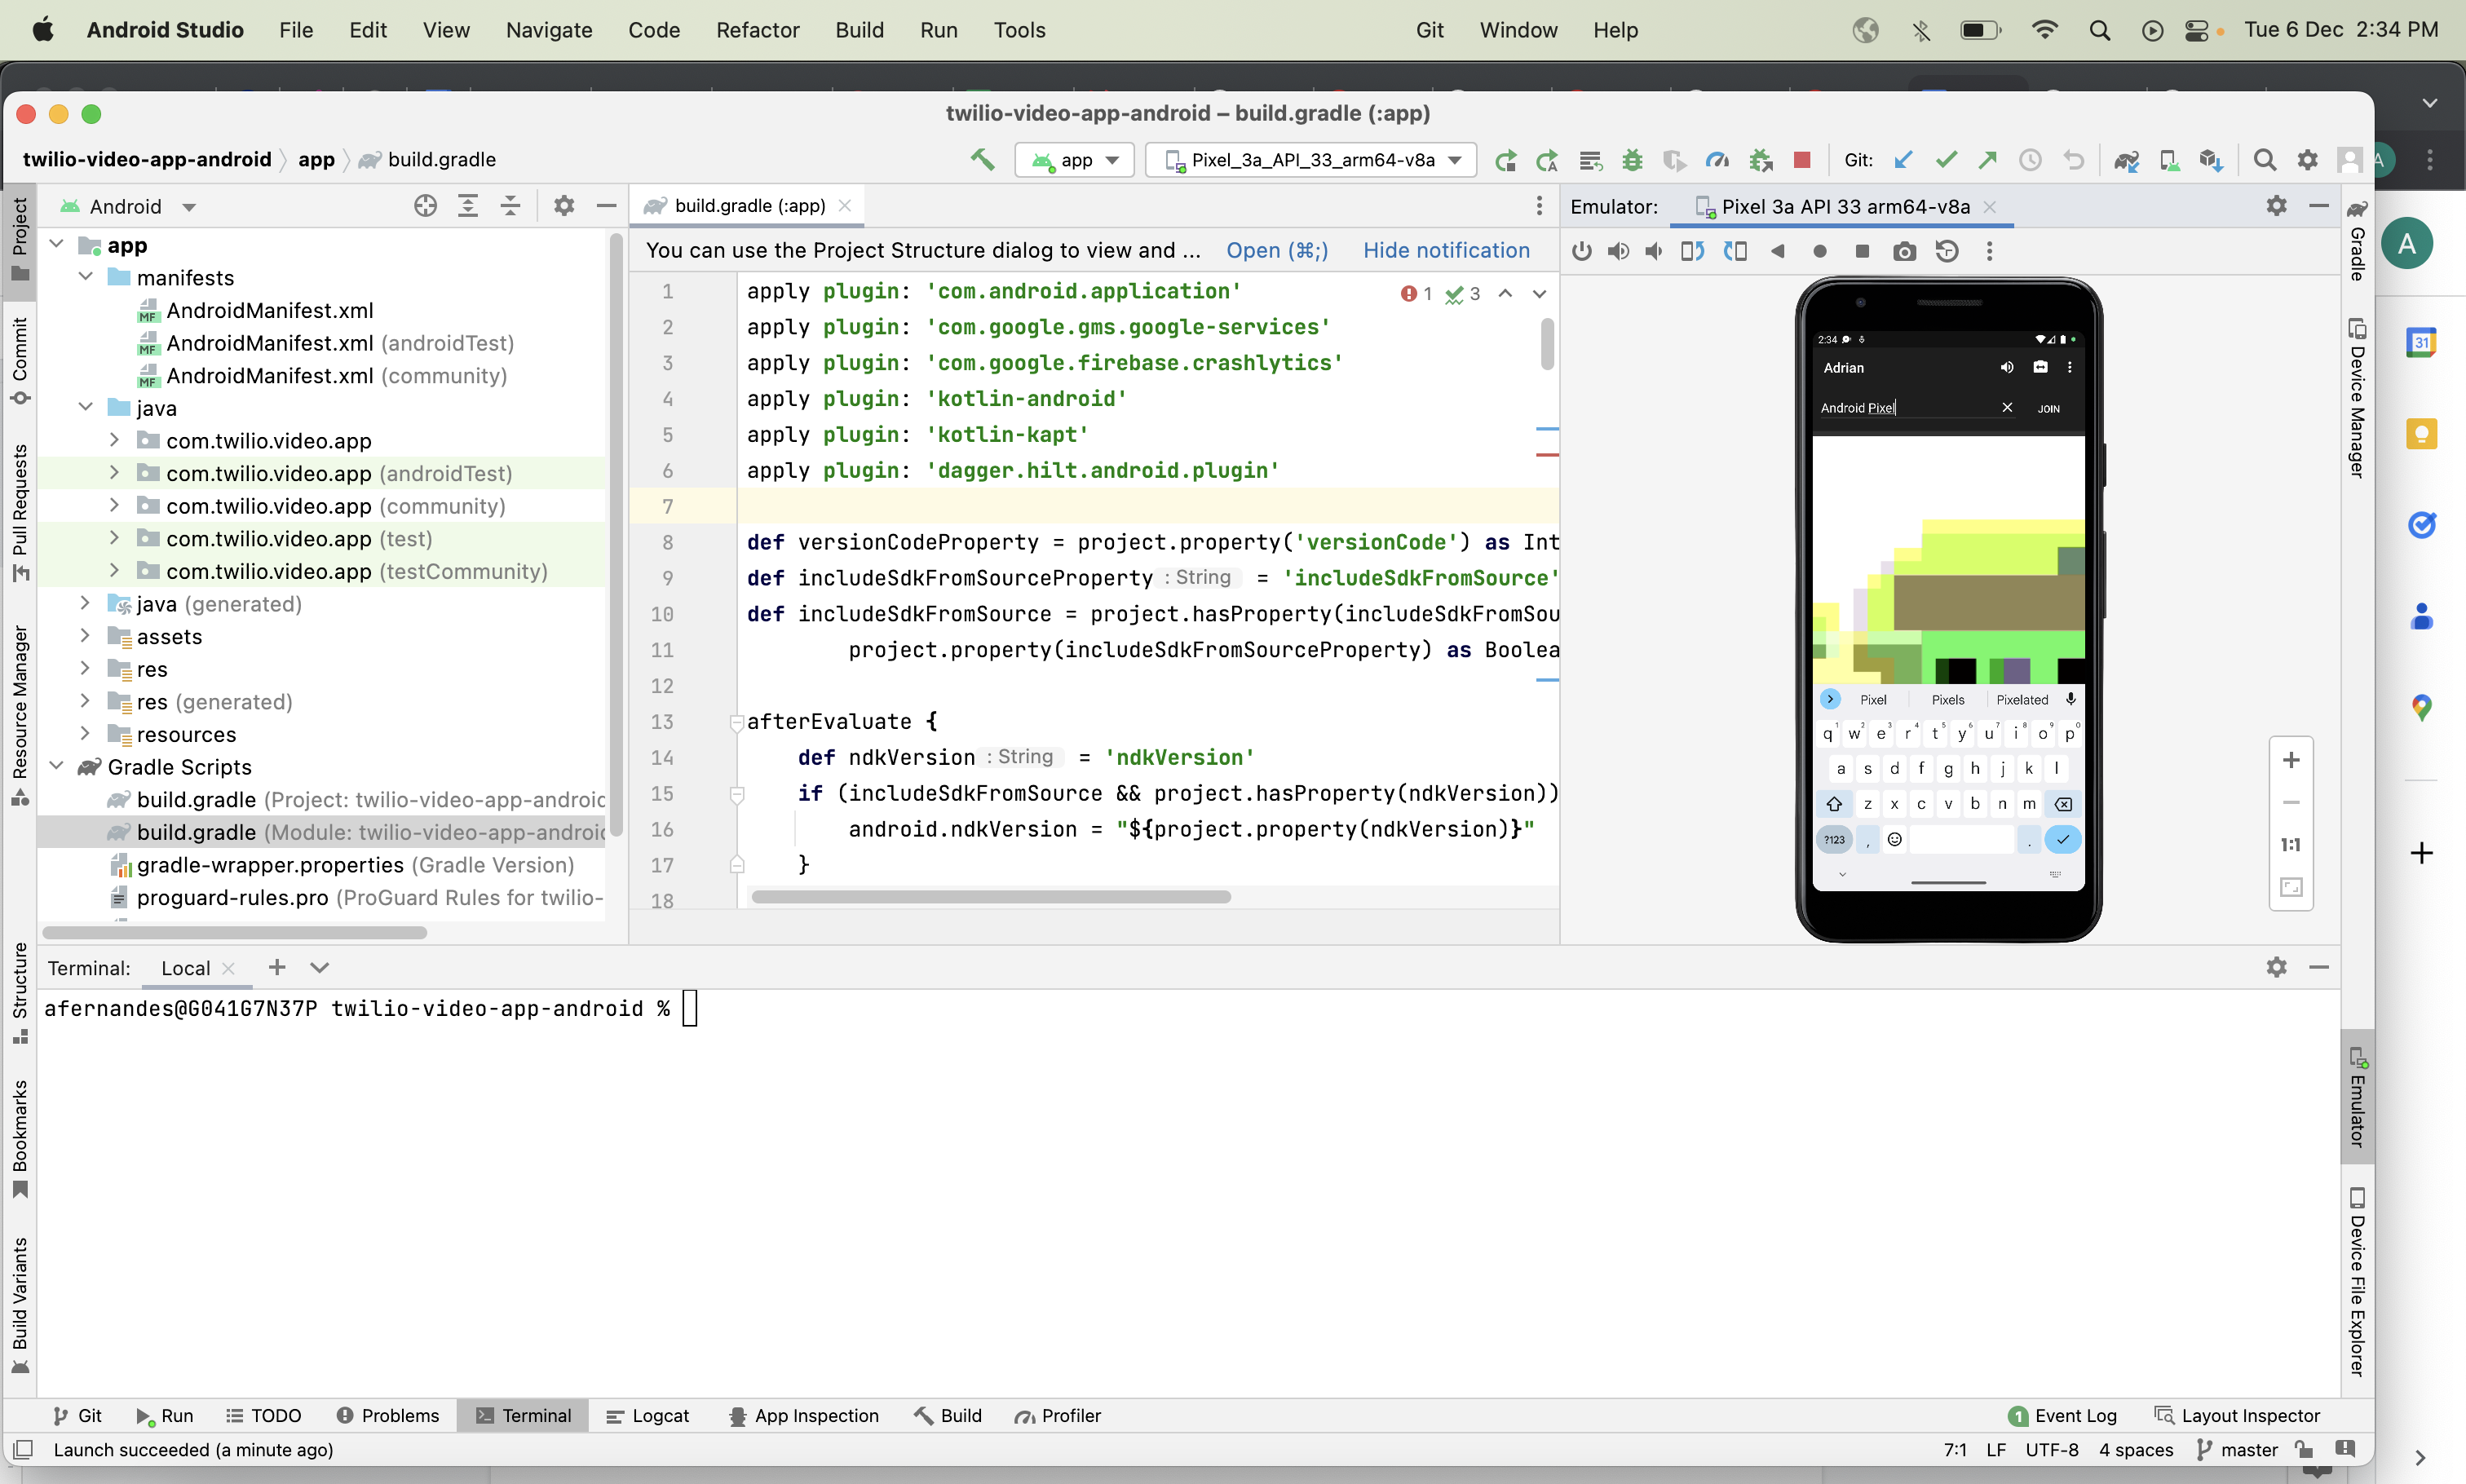 Android Studio File Edit View Navigate Code Refactor Build Run Tools Git Window Help Tue 6 Dec 2:34 PM
twilio-video-app-android – build.gradle (:app)
twilio-video-app-android app build.gradle
app Pixel_3a_API_33_arm64-v8a Git: A
Project
Commit
Pull Requests
Resource Manager
Structure
Bookmarks
Build Variants
Android
app
manifests
AndroidManifest.xml
AndroidManifest.xml (androidTest)
AndroidManifest.xml (community)
java
com.twilio.video.app
com.twilio.video.app (androidTest)
com.twilio.video.app (community)
com.twilio.video.app (test)
com.twilio.video.app (testCommunity)
java (generated)
assets
res
res (generated)
resources
Gradle Scripts
build.gradle (Project: twilio-video-app-android
build.gradle (Module: twilio-video-app-android
gradle-wrapper.properties (Gradle Version)
proguard-rules.pro (ProGuard Rules for twilio-
build.gradle (:app)
You can use the Project Structure dialog to view and ... Open (⌘;) Hide notification
1 apply plugin: 'com.android.application' 1 3
2 apply plugin: 'com.google.gms.google-services'
3 apply plugin: 'com.google.firebase.crashlytics'
4 apply plugin: 'kotlin-android'
5 apply plugin: 'kotlin-kapt'
6 apply plugin: 'dagger.hilt.android.plugin'
7
8 def versionCodeProperty = project.property('versionCode') as Int
9 def includeSdkFromSourceProperty : String = 'includeSdkFromSource'
10 def includeSdkFromSource = project.hasProperty(includeSdkFromSou
11 project.property(includeSdkFromSourceProperty) as Boolea
12
13 afterEvaluate {
14 def ndkVersion : String = 'ndkVersion'
15 if (includeSdkFromSource && project.hasProperty(ndkVersion))
16 android.ndkVersion = "${project.property(ndkVersion)}"
17 }
18
Emulator: Pixel 3a API 33 arm64-v8a
2:34
Adrian
Android Pixel JOIN
Pixel Pixels Pixelated
q1 w2 e3 r4 t5 y6 u7 i8 o9 p0
a s d f g h j k l
z x c v b n m
?123 , .
1:1
Gradle
Device Manager
Emulator
Device File Explorer
A
31
Terminal: Local
afernandes@G041G7N37P twilio-video-app-android %
Git Run TODO Problems Terminal Logcat App Inspection Build Profiler 1 Event Log Layout Inspector
Launch succeeded (a minute ago) 7:1 LF UTF-8 4 spaces master